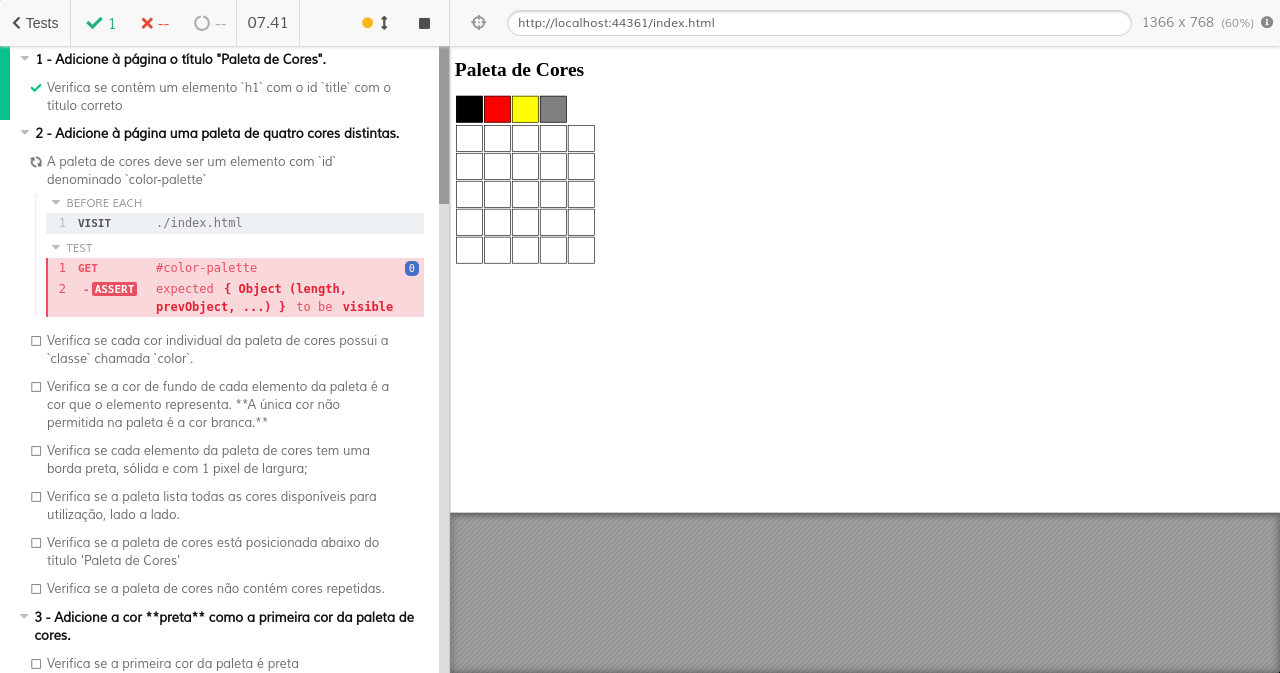 Tests
1
--
--
07.41
http://localhost:44361/index.html
1366 x 768 (60%)
1 - Adicione à página o título "Paleta de Cores".
Verifica se contém um elemento `h1` com o id `title` com o
título correto
2 - Adicione à página uma paleta de quatro cores distintas.
A paleta de cores deve ser um elemento com `id`
denominado `color-palette`
BEFORE EACH
1 VISIT ./index.html
TEST
1 GET #color-palette 0
2 -ASSERT expected { Object (length,
prevObject, ...) } to be visible
Verifica se cada cor individual da paleta de cores possui a
`classe` chamada `color`.
Verifica se a cor de fundo de cada elemento da paleta é a
cor que o elemento representa. **A única cor não
permitida na paleta é a cor branca.**
Verifica se cada elemento da paleta de cores tem uma
borda preta, sólida e com 1 pixel de largura;
Verifica se a paleta lista todas as cores disponíveis para
utilização, lado a lado.
Verifica se a paleta de cores está posicionada abaixo do
título 'Paleta de Cores'
Verifica se a paleta de cores não contém cores repetidas.
3 - Adicione a cor **preta** como a primeira cor da paleta de
cores.
Verifica se a primeira cor da paleta é preta
Paleta de Cores